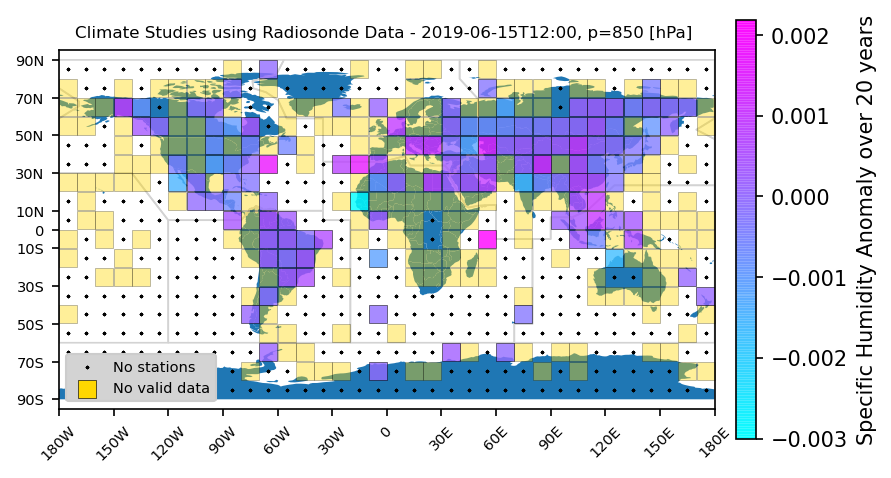 Climate Studies using Radiosonde Data - 2019-06-15T12:00, p=850 [hPa]
90N
70N
50N
30N
10N
0
10S
30S
50S
70S
90S
No stations
No valid data
180W
150W
120W
90W
60W
30W
0
30E
60E
90E
120E
150E
180E
0.002
0.001
0.000
−0.001
−0.002
−0.003
Specific Humidity Anomaly over 20 years